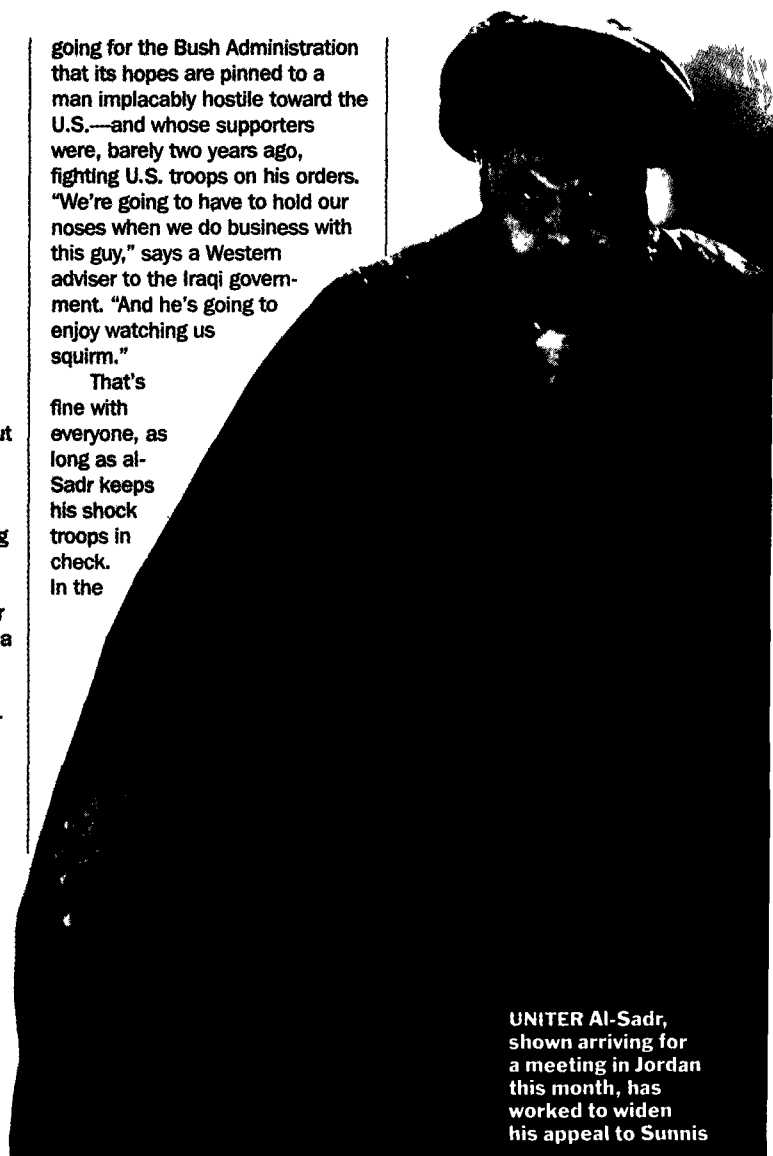 going for the Bush Administration
that its hopes are pinned to a
man implacably hostile toward the
U.S.—and whose supporters
were, barely two years ago,
fighting U.S. troops on his orders.
“We’re going to have to hold our
noses when we do business with
this guy,” says a Western
adviser to the Iraqi govern-
ment. “And he’s going to
enjoy watching us
squirm.”
That’s
fine with
everyone, as
long as al-
Sadr keeps
his shock
troops in
check.
In the
UNITER Al-Sadr,
shown arriving for
a meeting in Jordan
this month, has
worked to widen
his appeal to Sunnis